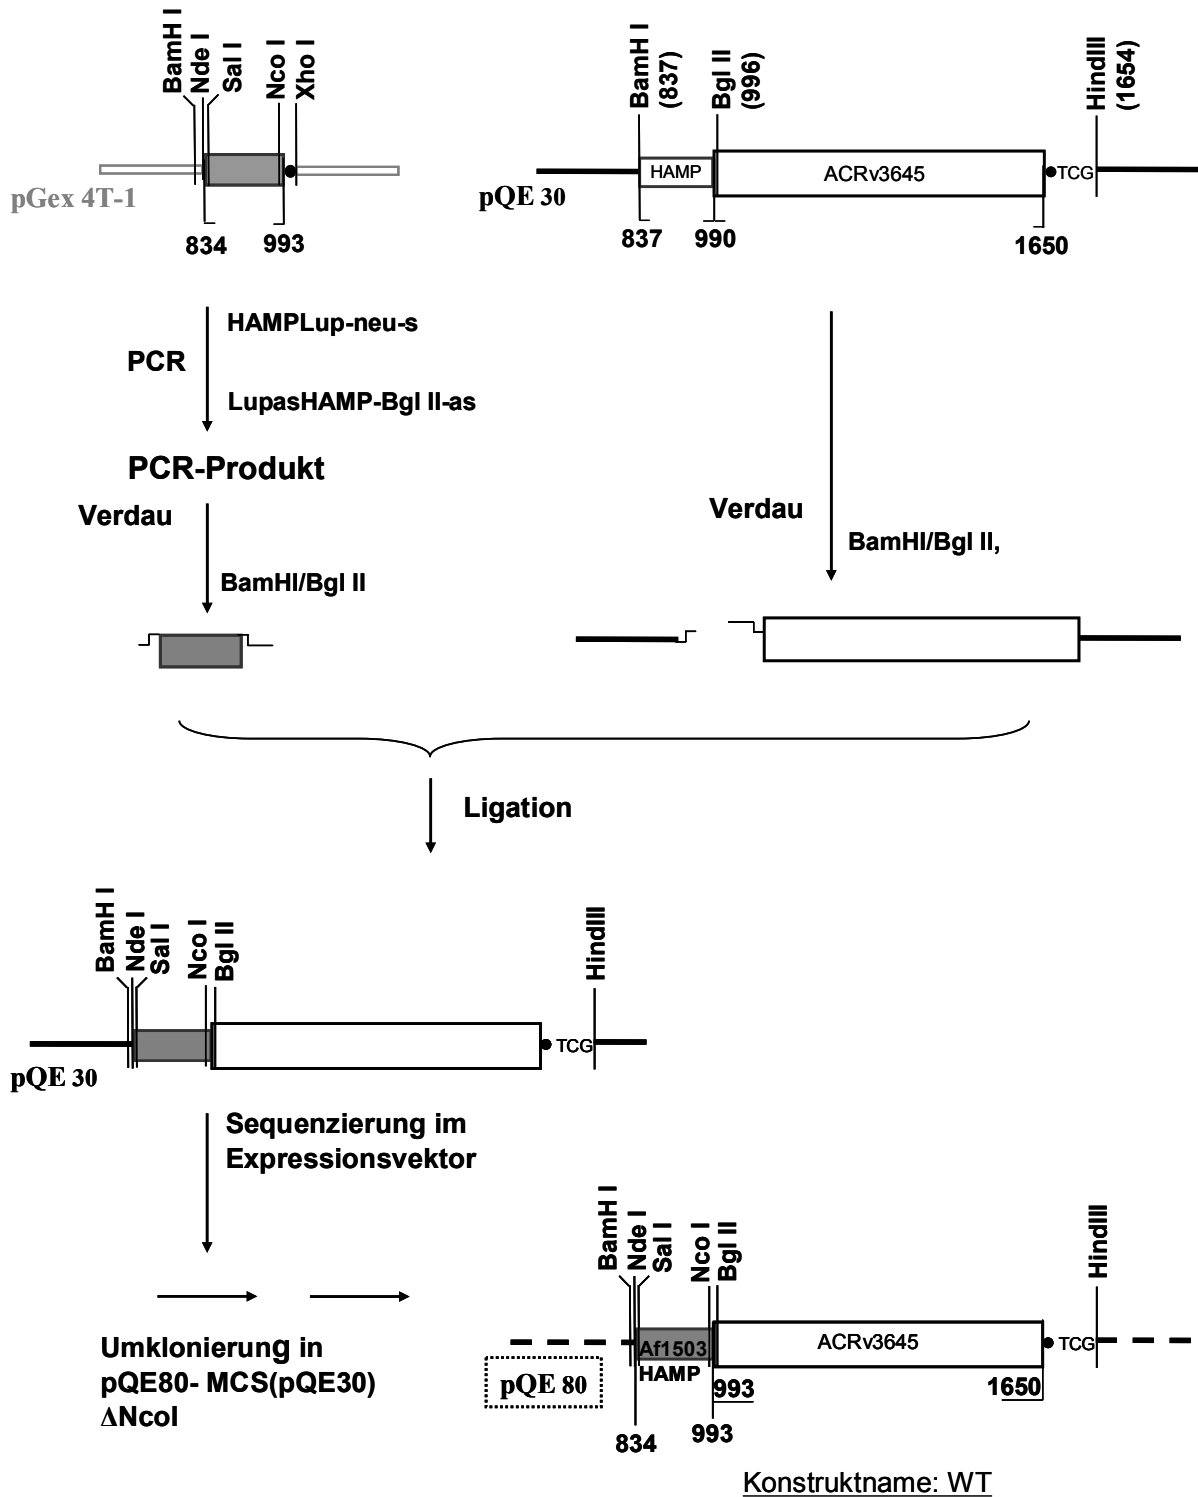 BamH I
Nde I
Sal I
Nco I
Xho I
pGex 4T-1
834
993
BamH I
(837)
Bgl II
(996)
HindIII
(1654)
HAMP
ACRv3645
TCG
pQE 30
837
990
1650
HAMPLup-neu-s
PCR
LupasHAMP-Bgl II-as
PCR-Produkt
Verdau
BamHI/Bgl II
Verdau
BamHI/Bgl II,
Ligation
BamH I
Nde I
Sal I
Nco I
Bgl II
HindIII
TCG
pQE 30
Sequenzierung im
Expressionsvektor
Umklonierung in
pQE80- MCS(pQE30)
ΔNcoI
BamH I
Nde I
Sal I
Nco I
Bgl II
HindIII
Af1503
HAMP
ACRv3645
TCG
pQE 80
993
1650
834
993
Konstruktname: WT